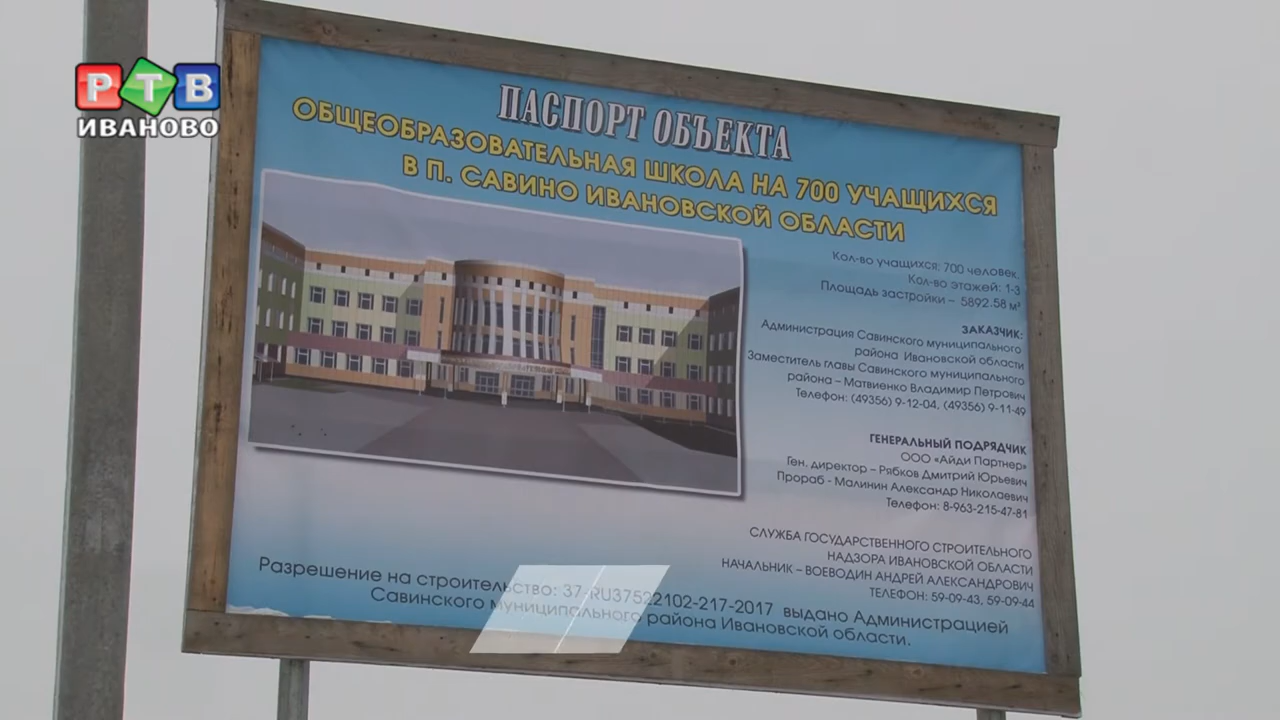 РТВ
ИВАНОВО
ПАСПОРТ ОБЪЕКТА
ОБЩЕОБРАЗОВАТЕЛЬНАЯ ШКОЛА НА 700 УЧАЩИХСЯ
В П. САВИНО ИВАНОВСКОЙ ОБЛАСТИ
Кол-во учащихся: 700 человек.
Кол-во этажей: 1-3
Площадь застройки – 5892.58 м²
ЗАКАЗЧИК:
Администрация Савинского муниципального
района Ивановской области
Заместитель главы Савинского муниципального
района – Матвиенко Владимир Петрович
Телефон: (49356) 9-12-04, (49356) 9-11-49
ГЕНЕРАЛЬНЫЙ ПОДРЯДЧИК
ООО «Айди Партнер»
Ген. директор – Рябков Дмитрий Юрьевич
Прораб - Малинин Александр Николаевич
Телефон: 8-963-215-47-81
СЛУЖБА ГОСУДАРСТВЕННОГО СТРОИТЕЛЬНОГО
НАДЗОРА ИВАНОВСКОЙ ОБЛАСТИ
НАЧАЛЬНИК – ВОЕВОДИН АНДРЕЙ АЛЕКСАНДРОВИЧ
ТЕЛЕФОН: 59-09-43, 59-09-44
Разрешение на строительство: 37-RU37522102-217-2017 выдано Администрацией
Савинского муниципального района Ивановской области.